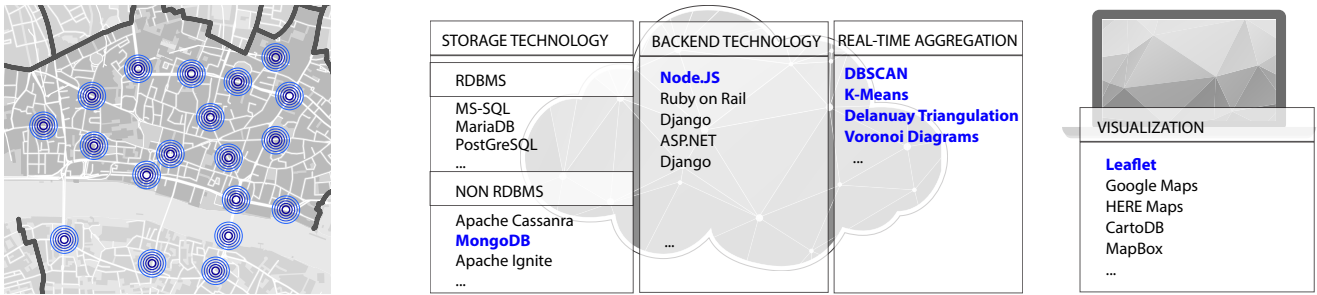 STORAGE TECHNOLOGY
RDBMS
MS-SQL
MariaDB
PostGreSQL
...
NON RDBMS
Apache Cassanra
MongoDB
Apache Ignite
...
BACKEND TECHNOLOGY
Node.JS
Ruby on Rail
Django
ASP.NET
Django
...
REAL-TIME AGGREGATION
DBSCAN
K-Means
Delanuay Triangulation
Voronoi Diagrams
...
VISUALIZATION
Leaflet
Google Maps
HERE Maps
CartoDB
MapBox
...